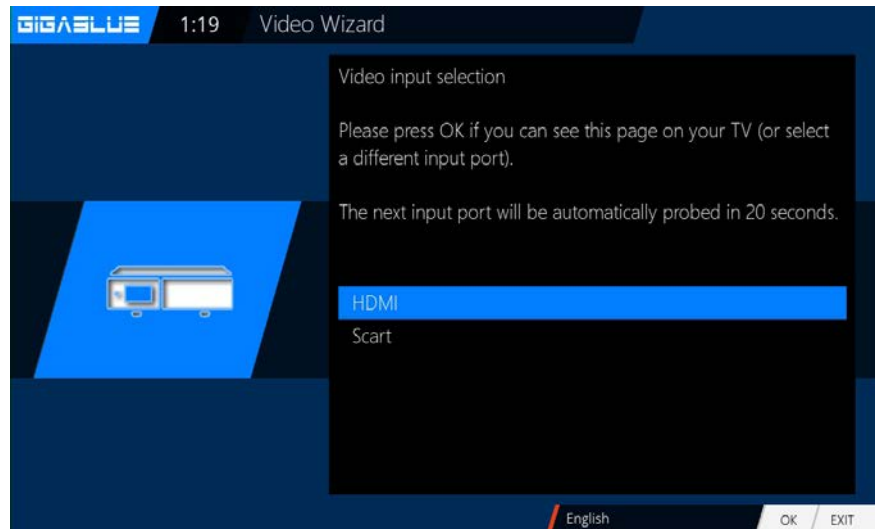 GIGABLUE 1:19 Video Wizard
Video input selection
Please press OK if you can see this page on your TV (or select
a different input port).
The next input port will be automatically probed in 20 seconds.
HDMI
Scart
English OK EXIT